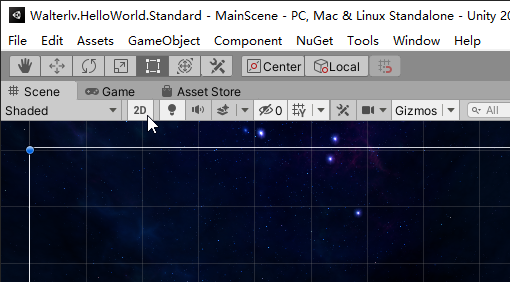 Walterlv.HelloWorld.Standard - MainScene - PC, Mac & Linux Standalone - Unity 20
File Edit Assets GameObject Component NuGet Tools Window Help
Center Local
Scene Game Asset Store
Shaded 2D 0 Gizmos All